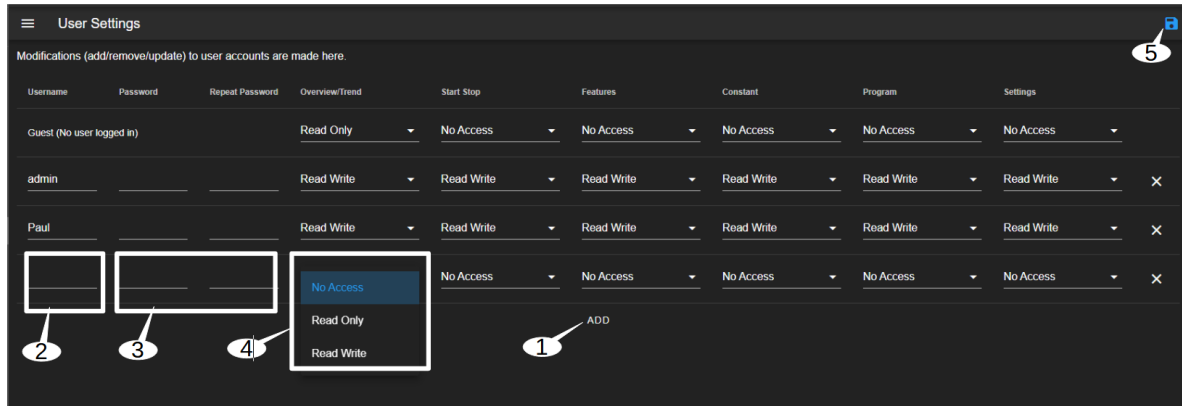 User Settings
5
Modifications (add/remove/update) to user accounts are made here.
Username Password Repeat Password Overview/Trend Start Stop Features Constant Program Settings
Guest (No user logged in) Read Only No Access No Access No Access No Access No Access
admin Read Write Read Write Read Write Read Write Read Write Read Write
Paul Read Write Read Write Read Write Read Write Read Write Read Write
No Access No Access No Access No Access No Access No Access
Read Only
ADD
Read Write
2 3 4 1